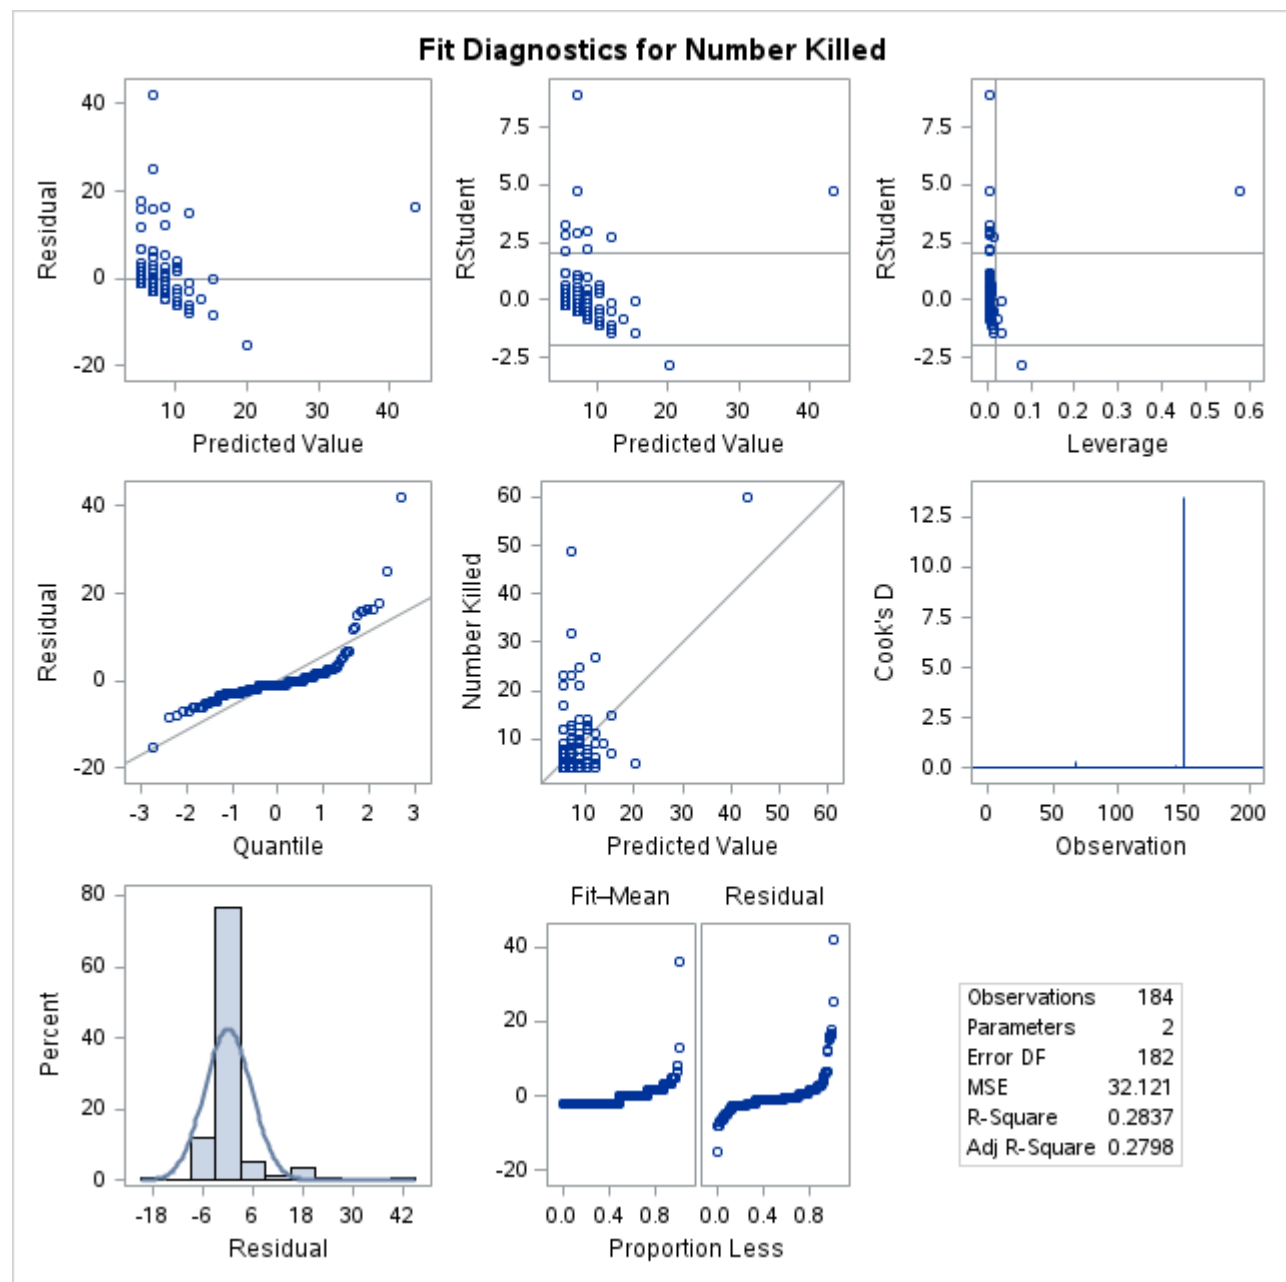 Fit Diagnostics for Number Killed
40
20
0
-20
Residual
10 20 30 40
Predicted Value
7.5
5.0
2.5
0.0
-2.5
RStudent
10 20 30 40
Predicted Value
7.5
5.0
2.5
0.0
-2.5
RStudent
0.0 0.1 0.2 0.3 0.4 0.5 0.6
Leverage
40
20
0
-20
Residual
-3 -2 -1 0 1 2 3
Quantile
60
50
40
30
20
10
Number Killed
10 20 30 40 50 60
Predicted Value
12.5
10.0
7.5
5.0
2.5
0.0
Cook's D
0 50 100 150 200
Observation
80
60
40
20
0
Percent
-18 -6 6 18 30 42
Residual
Fit–Mean Residual
40
20
0
-20
0.0 0.4 0.8 0.0 0.4 0.8
Proportion Less
Observations 184
Parameters 2
Error DF 182
MSE 32.121
R-Square 0.2837
Adj R-Square 0.2798